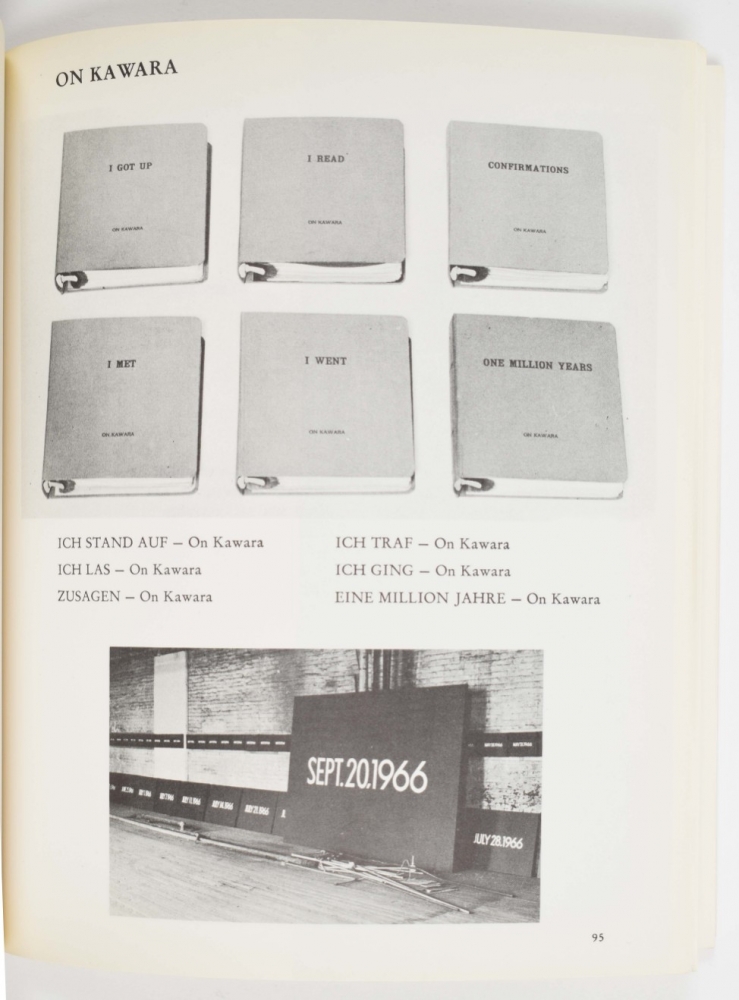 ON KAWARA
I GOT UP
ON KAWARA
I READ
ON KAWARA
CONFIRMATIONS
ON KAWARA
I MET
ON KAWARA
I WENT
ON KAWARA
ONE MILLION YEARS
ON KAWARA
ICH STAND AUF — On Kawara
ICH LAS — On Kawara
ZUSAGEN — On Kawara
ICH TRAF — On Kawara
ICH GING — On Kawara
EINE MILLION JAHRE — On Kawara
SEPT.20.1966
JULY 28.1966
95